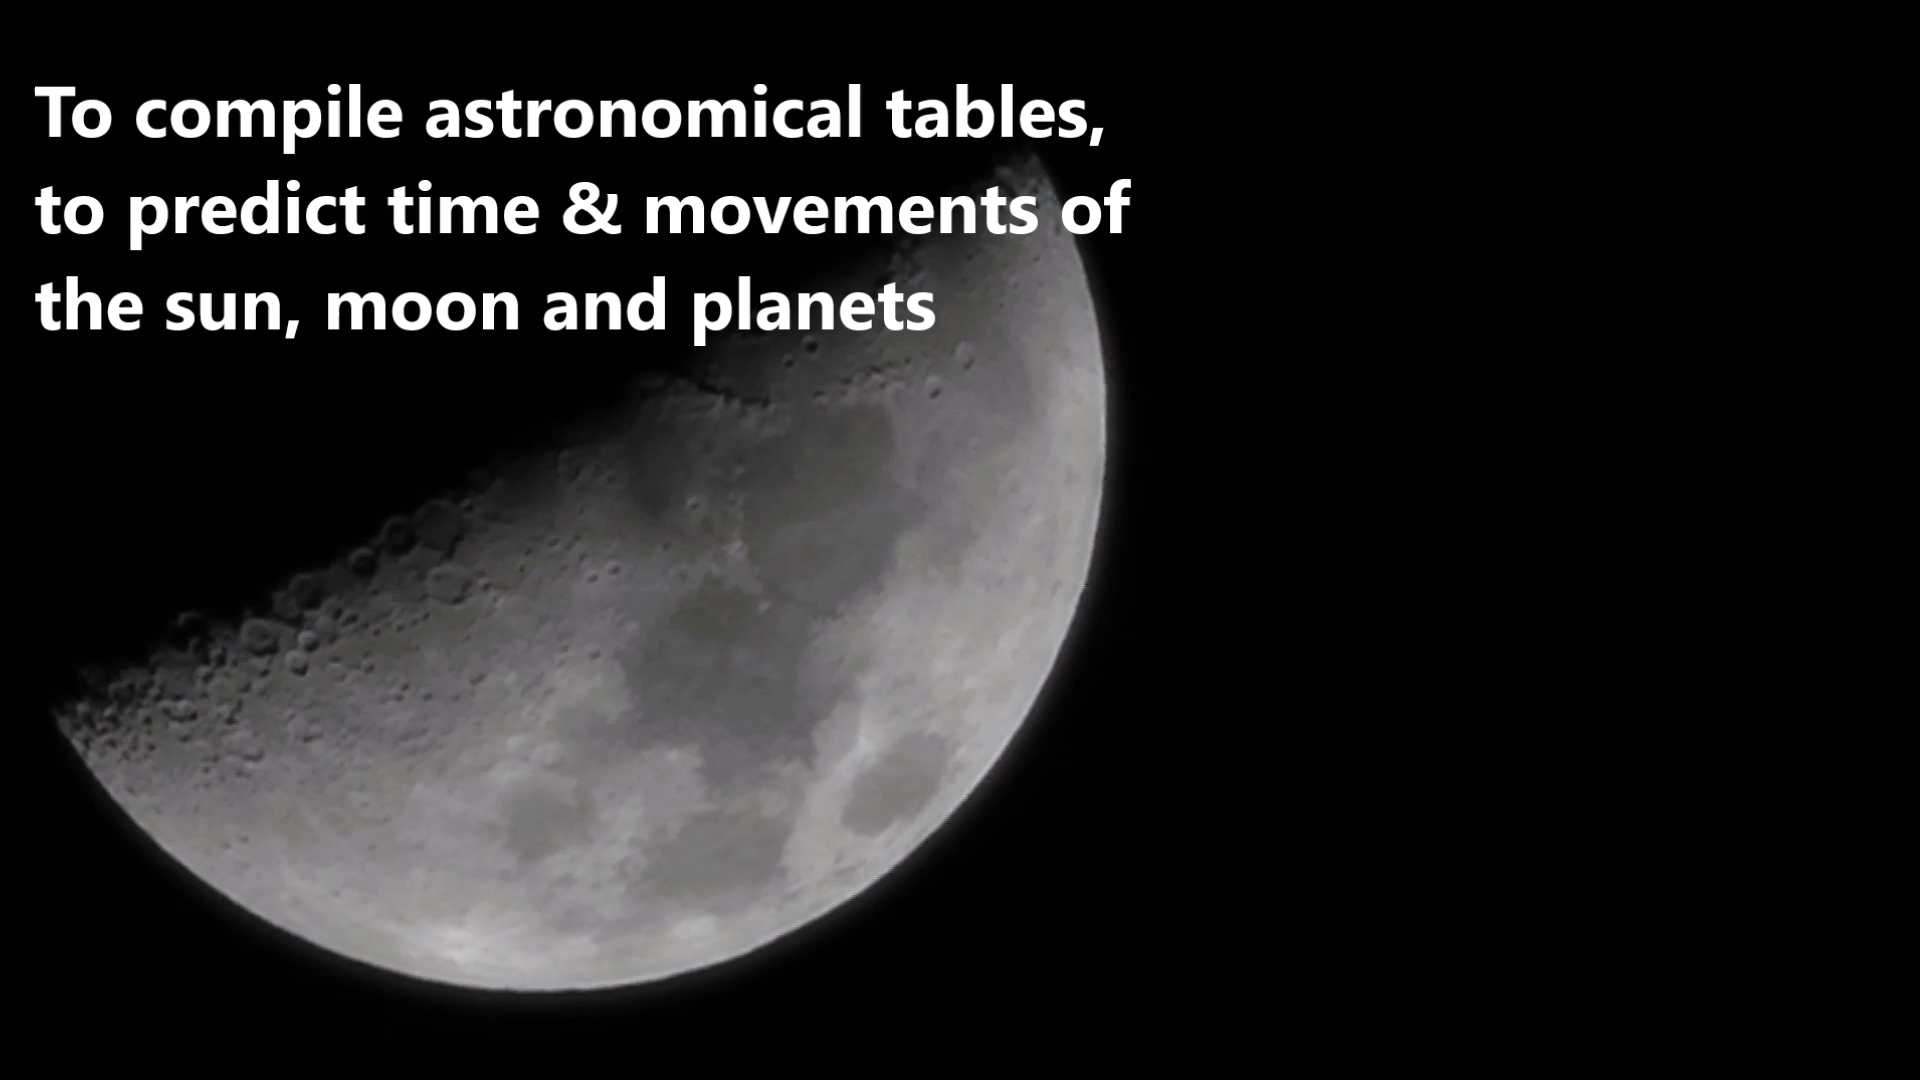 To compile astronomical tables,
to predict time & movements of
the sun, moon and planets